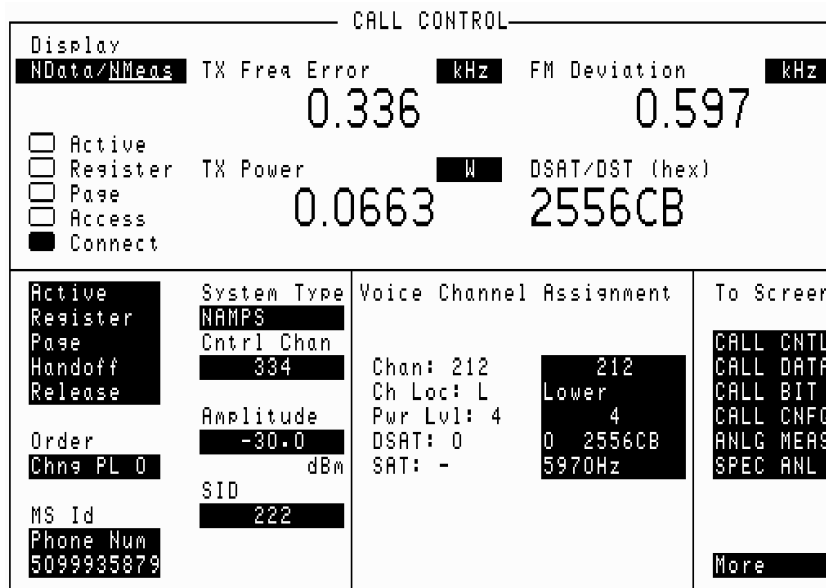 CALL CONTROL
Display
NData/NMeas
TX Freq Error kHz
0.336
FM Deviation kHz
0.597
Active
Register
Page
Access
Connect
TX Power W
0.0663
DSAT/DST (hex)
2556CB
Active
Register
Page
Handoff
Release
Order
Chng PL 0
MS Id
Phone Num
5099935879
System Type
NAMPS
Cntrl Chan
334
Amplitude
-30.0
dBm
SID
222
Voice Channel Assignment
Chan: 212 212
Ch Loc: L Lower
Pwr Lvl: 4 4
DSAT: 0 0 2556CB
SAT: - 5970Hz
To Screen
CALL CNTL
CALL DATA
CALL BIT
CALL CNFG
ANLG MEAS
SPEC ANL
More